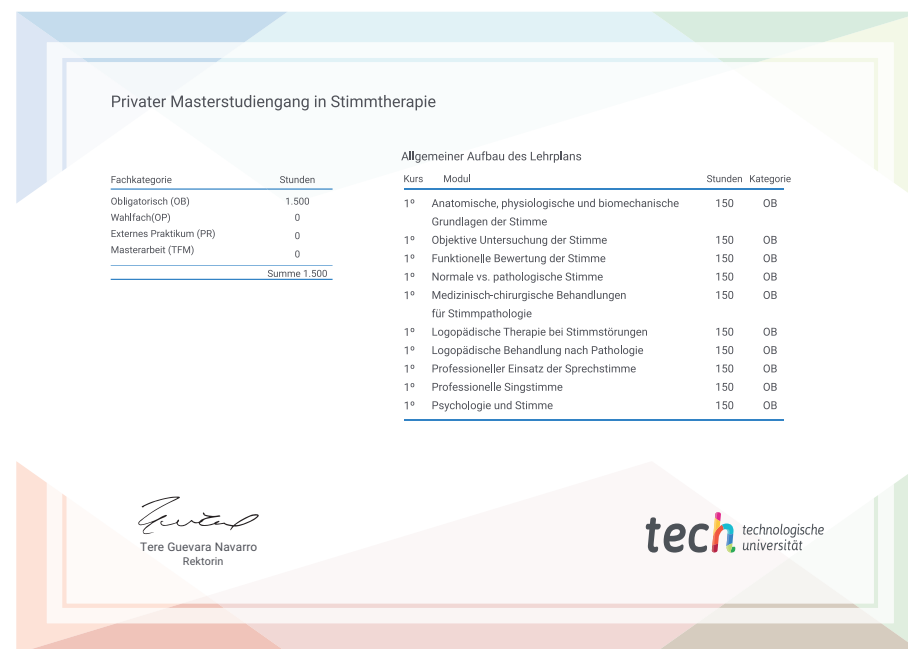 Privater Masterstudiengang in Stimmtherapie
Fachkategorie Stunden
Obligatorisch (OB) 1.500
Wahlfach(OP) 0
Externes Praktikum (PR) 0
Masterarbeit (TFM) 0
Summe 1.500
Allgemeiner Aufbau des Lehrplans
Kurs Modul Stunden Kategorie
1º Anatomische, physiologische und biomechanische 150 OB
Grundlagen der Stimme
1º Objektive Untersuchung der Stimme 150 OB
1º Funktionelle Bewertung der Stimme 150 OB
1º Normale vs. pathologische Stimme 150 OB
1º Medizinisch-chirurgische Behandlungen 150 OB
für Stimmpathologie
1º Logopädische Therapie bei Stimmstörungen 150 OB
1º Logopädische Behandlung nach Pathologie 150 OB
1º Professioneller Einsatz der Sprechstimme 150 OB
1º Professionelle Singstimme 150 OB
1º Psychologie und Stimme 150 OB
Tere Guevara Navarro
Rektorin
tech technologische
universität